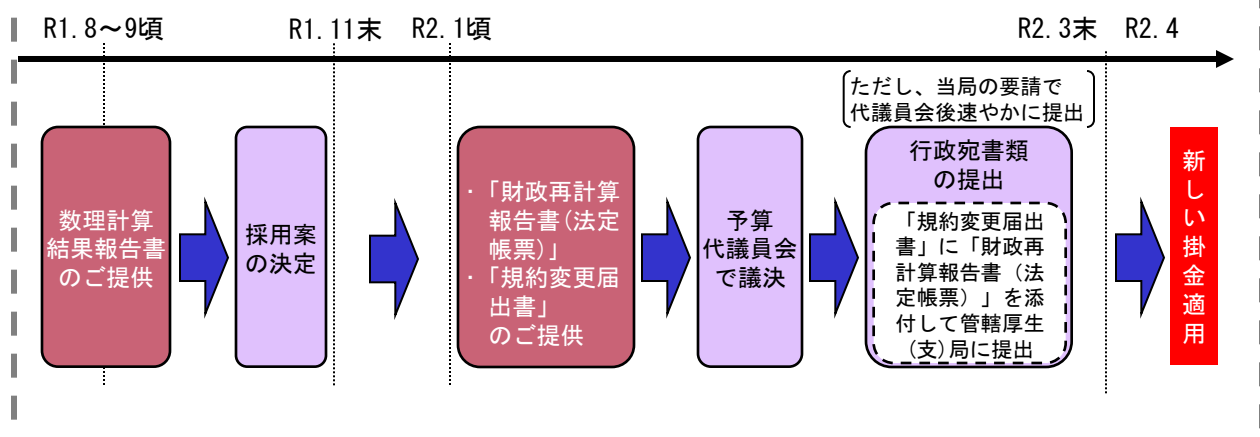 R1.8～9頃
R1.11末
R2.1頃
R2.3末
R2.4
ただし、当局の要請で
代議員会後速やかに提出
数理計算
結果報告書
のご提供
採用案
の決定
・「財政再計算
報告書(法定
帳票)」
・「規約変更届
出書」
のご提供
予算
代議員会
で議決
行政宛書類
の提出
「規約変更届出
書」に「財政再
計算報告書（法
定帳票）」を添
付して管轄厚生
(支)局に提出
新しい掛金適用